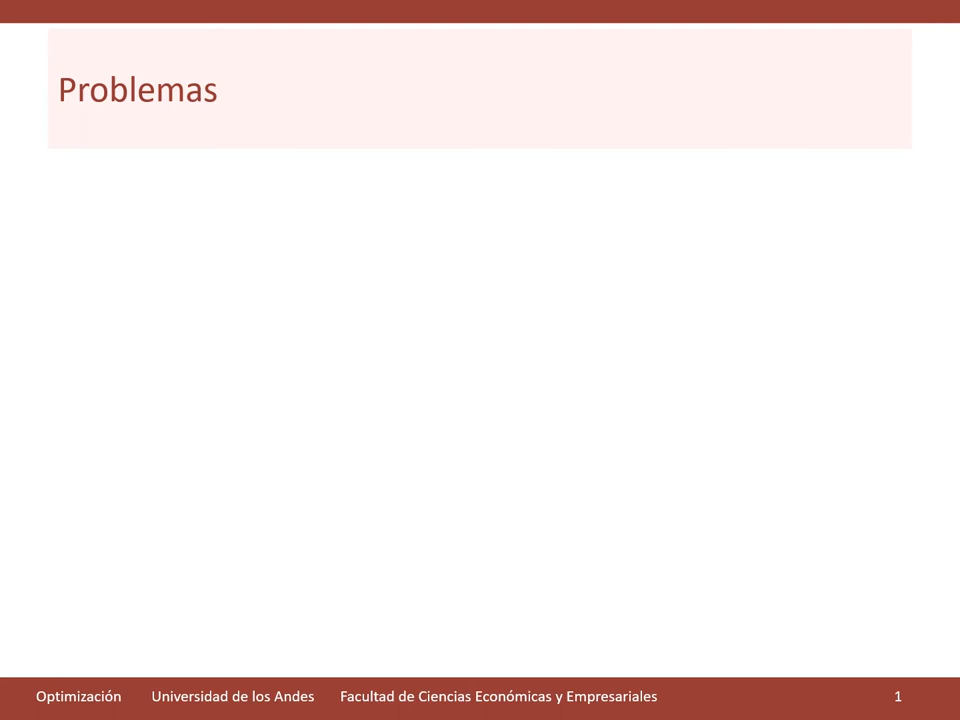 Problemas
Optimización Universidad de los Andes Facultad de Ciencias Económicas y Empresariales 1